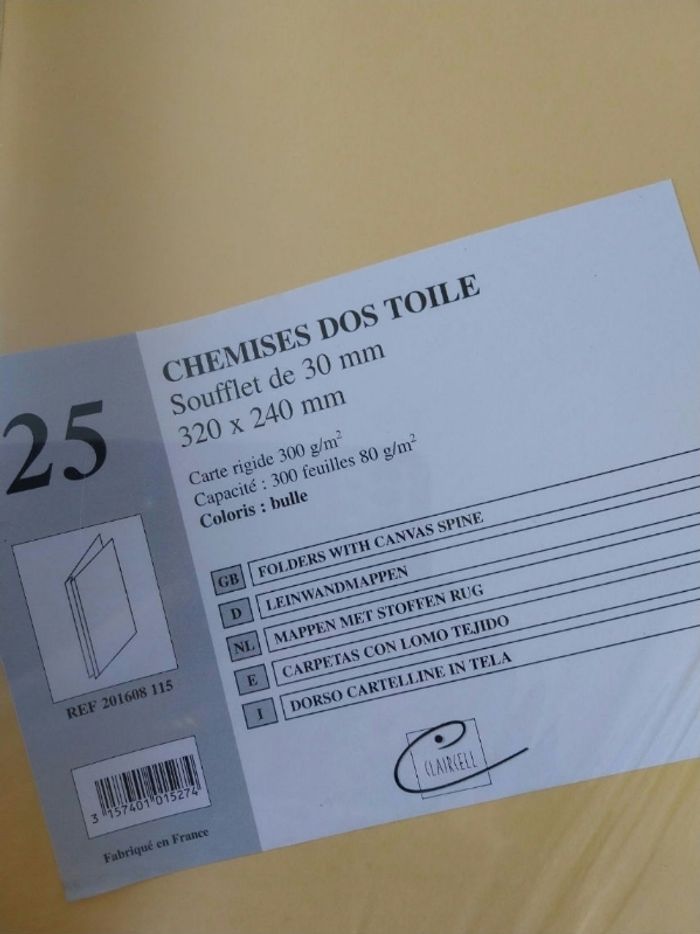 25
CHEMISES DOS TOILE
Soufflet de 30 mm
320 x 240 mm
Carte rigide 300 g/m²
Capacité : 300 feuilles 80 g/m²
Coloris : bulle
GB FOLDERS WITH CANVAS SPINE
D LEINWANDMAPPEN
NL MAPPEN MET STOFFEN RUG
E CARPETAS CON LOMO TEJIDO
I DORSO CARTELLINE IN TELA
REF 201608 115
3 157401 015274
Fabriqué en France
CLAIRCELL